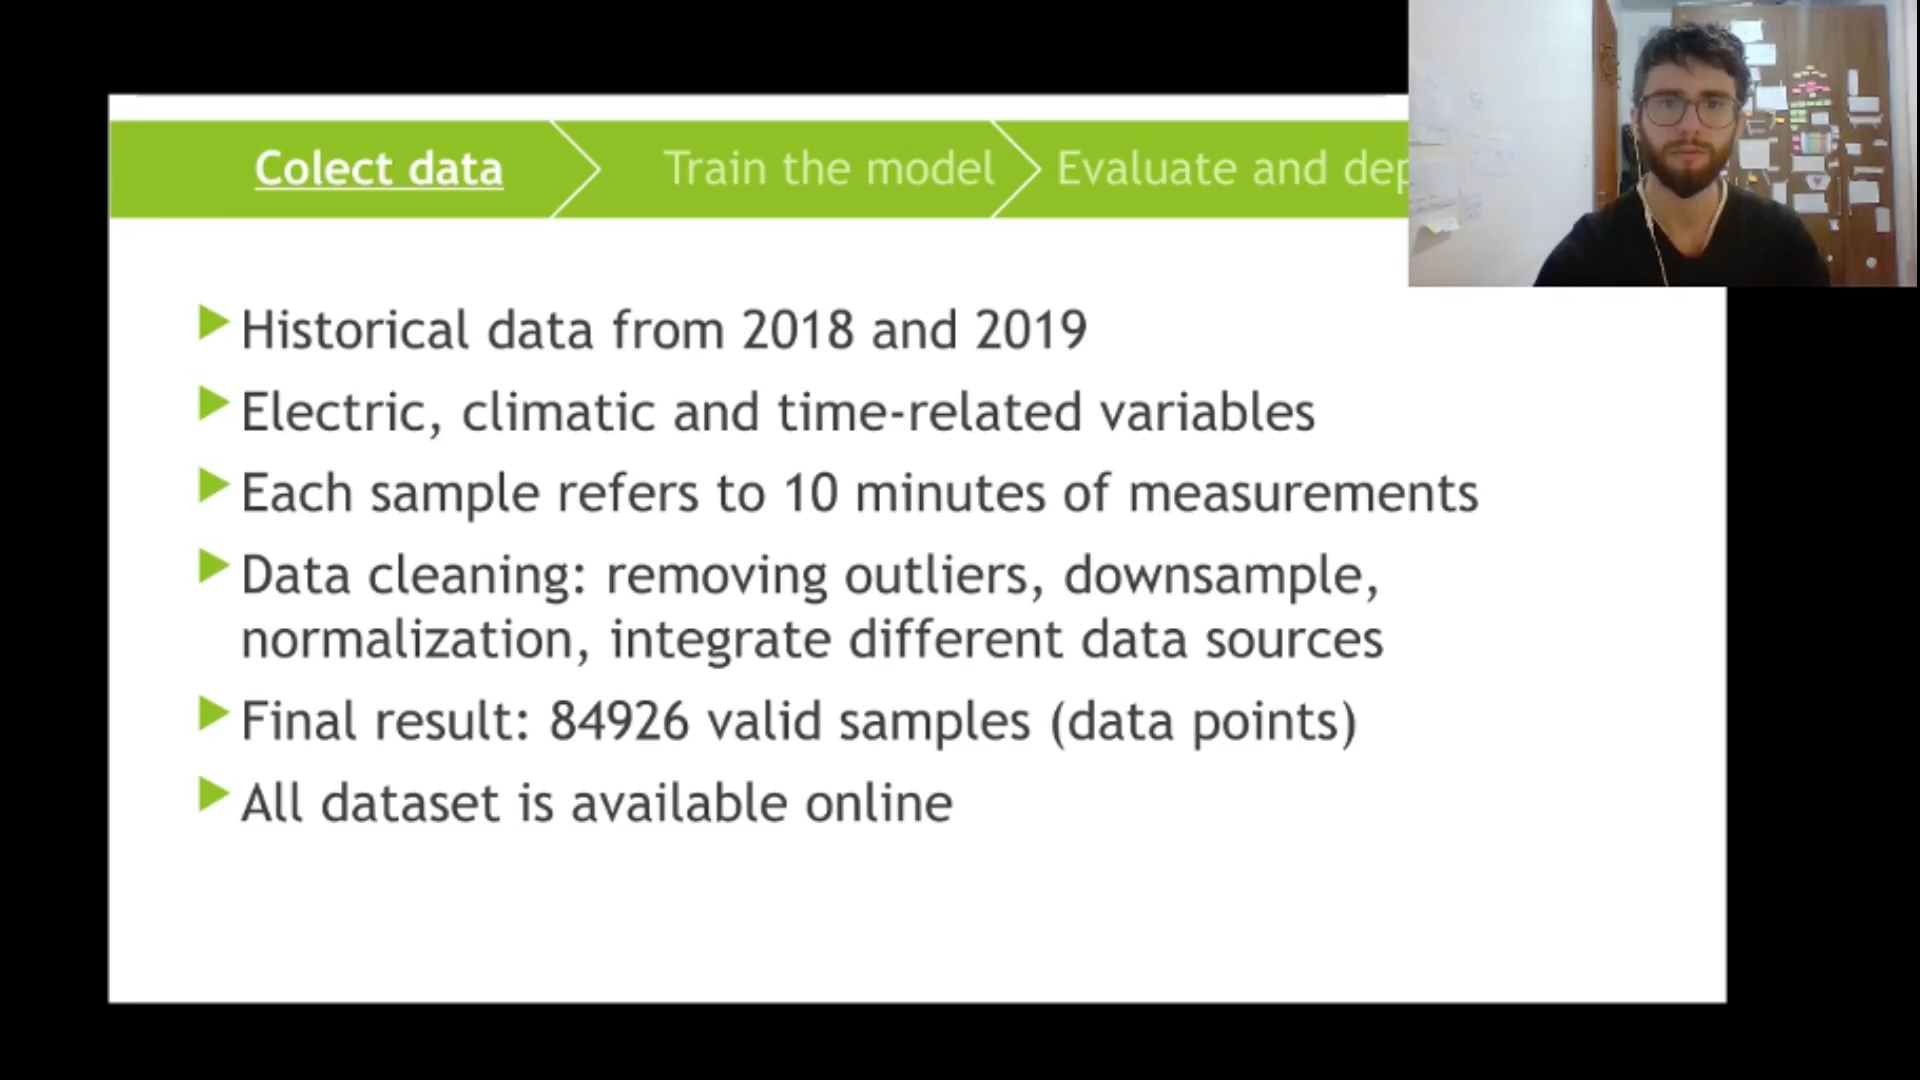 Colect data
Train the model
Evaluate and
Historical data from 2018 and 2019
Electric, climatic and time-related variables
Each sample refers to 10 minutes of measurements
Data cleaning: removing outliers, downsample,
normalization, integrate different data sources
Final result: 84926 valid samples (data points)
All dataset is available online